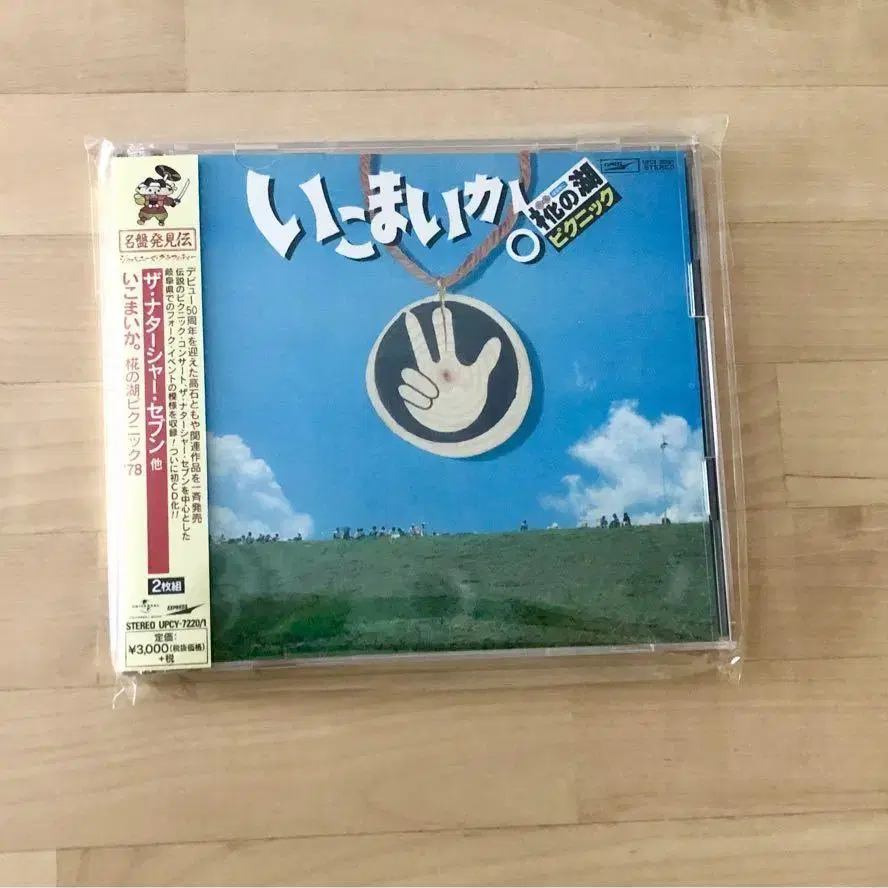 名盤発見伝
ザ・ナターシャー・セブン 他
いこまいか。椛の湖ピクニック'78
デビュー50周年を迎えた高石ともや関連作品を一斉発売
伝説のピクニック・コンサート、ザ・ナターシャー・セブンを中心とした
岐阜県でのフォーク・イベントの模様を収録！ついに初CD化!!
2枚組
UNIVERSAL
EXPRESS
STEREO UPCY-7220/1
定価:
¥3,000(税抜価格)
+税
いこまいか。
椛の湖
ピクニック
EXPRESS
STEREO